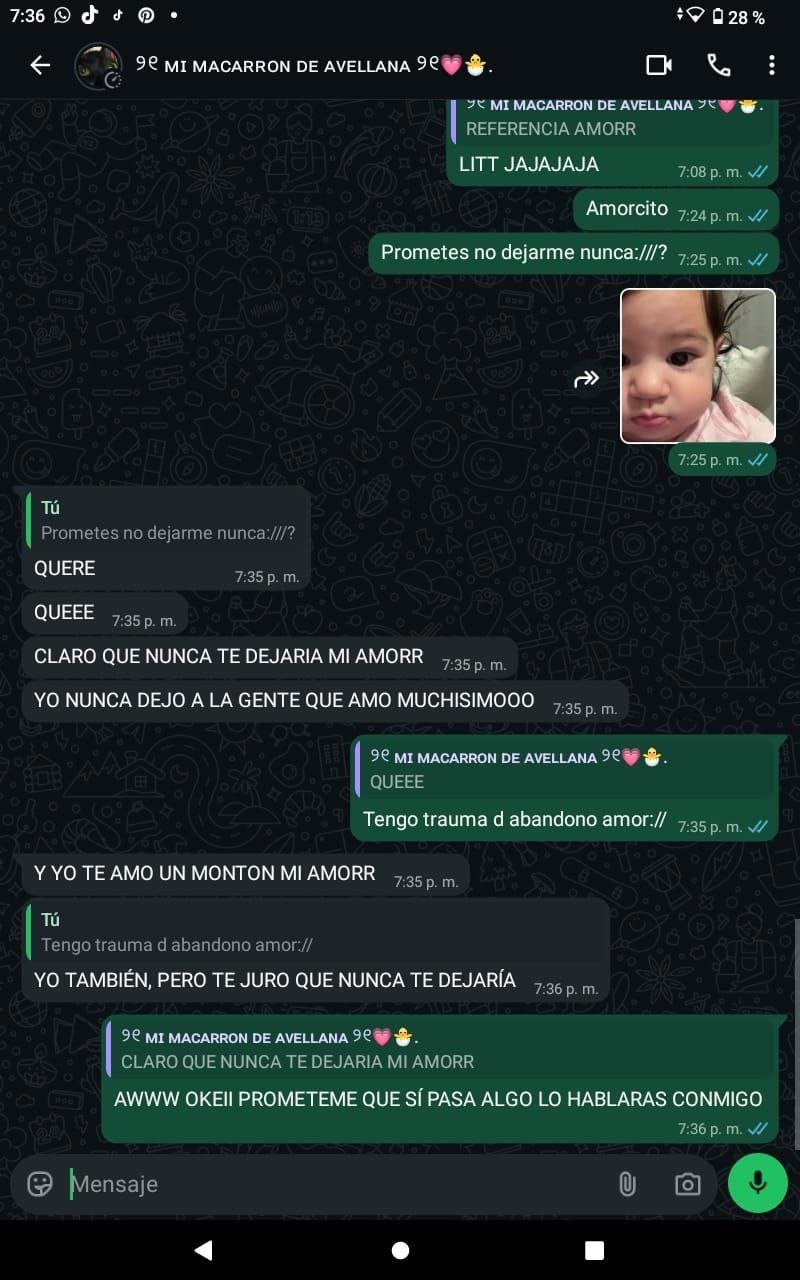 7:36
28 %
୨୧ MI MACARRON DE AVELLANA ୨୧💗🐣.
୨୧ MI MACARRON DE AVELLANA ୨୧💗🐣.
REFERENCIA AMORR
LITT JAJAJAJA 7:08 p. m.
Amorcito 7:24 p. m.
Prometes no dejarme nunca:///? 7:25 p. m.
7:25 p. m.
Tú
Prometes no dejarme nunca:///?
QUERE 7:35 p. m.
QUEEE 7:35 p. m.
CLARO QUE NUNCA TE DEJARIA MI AMORR 7:35 p. m.
YO NUNCA DEJO A LA GENTE QUE AMO MUCHISIMOOO 7:35 p. m.
୨୧ MI MACARRON DE AVELLANA ୨୧💗🐣.
QUEEE
Tengo trauma d abandono amor:// 7:35 p. m.
Y YO TE AMO UN MONTON MI AMORR 7:35 p. m.
Tú
Tengo trauma d abandono amor://
YO TAMBIÉN, PERO TE JURO QUE NUNCA TE DEJARÍA 7:36 p. m.
୨୧ MI MACARRON DE AVELLANA ୨୧💗🐣.
CLARO QUE NUNCA TE DEJARIA MI AMORR
AWWW OKEII PROMETEME QUE SÍ PASA ALGO LO HABLARAS CONMIGO
7:36 p. m.
Mensaje